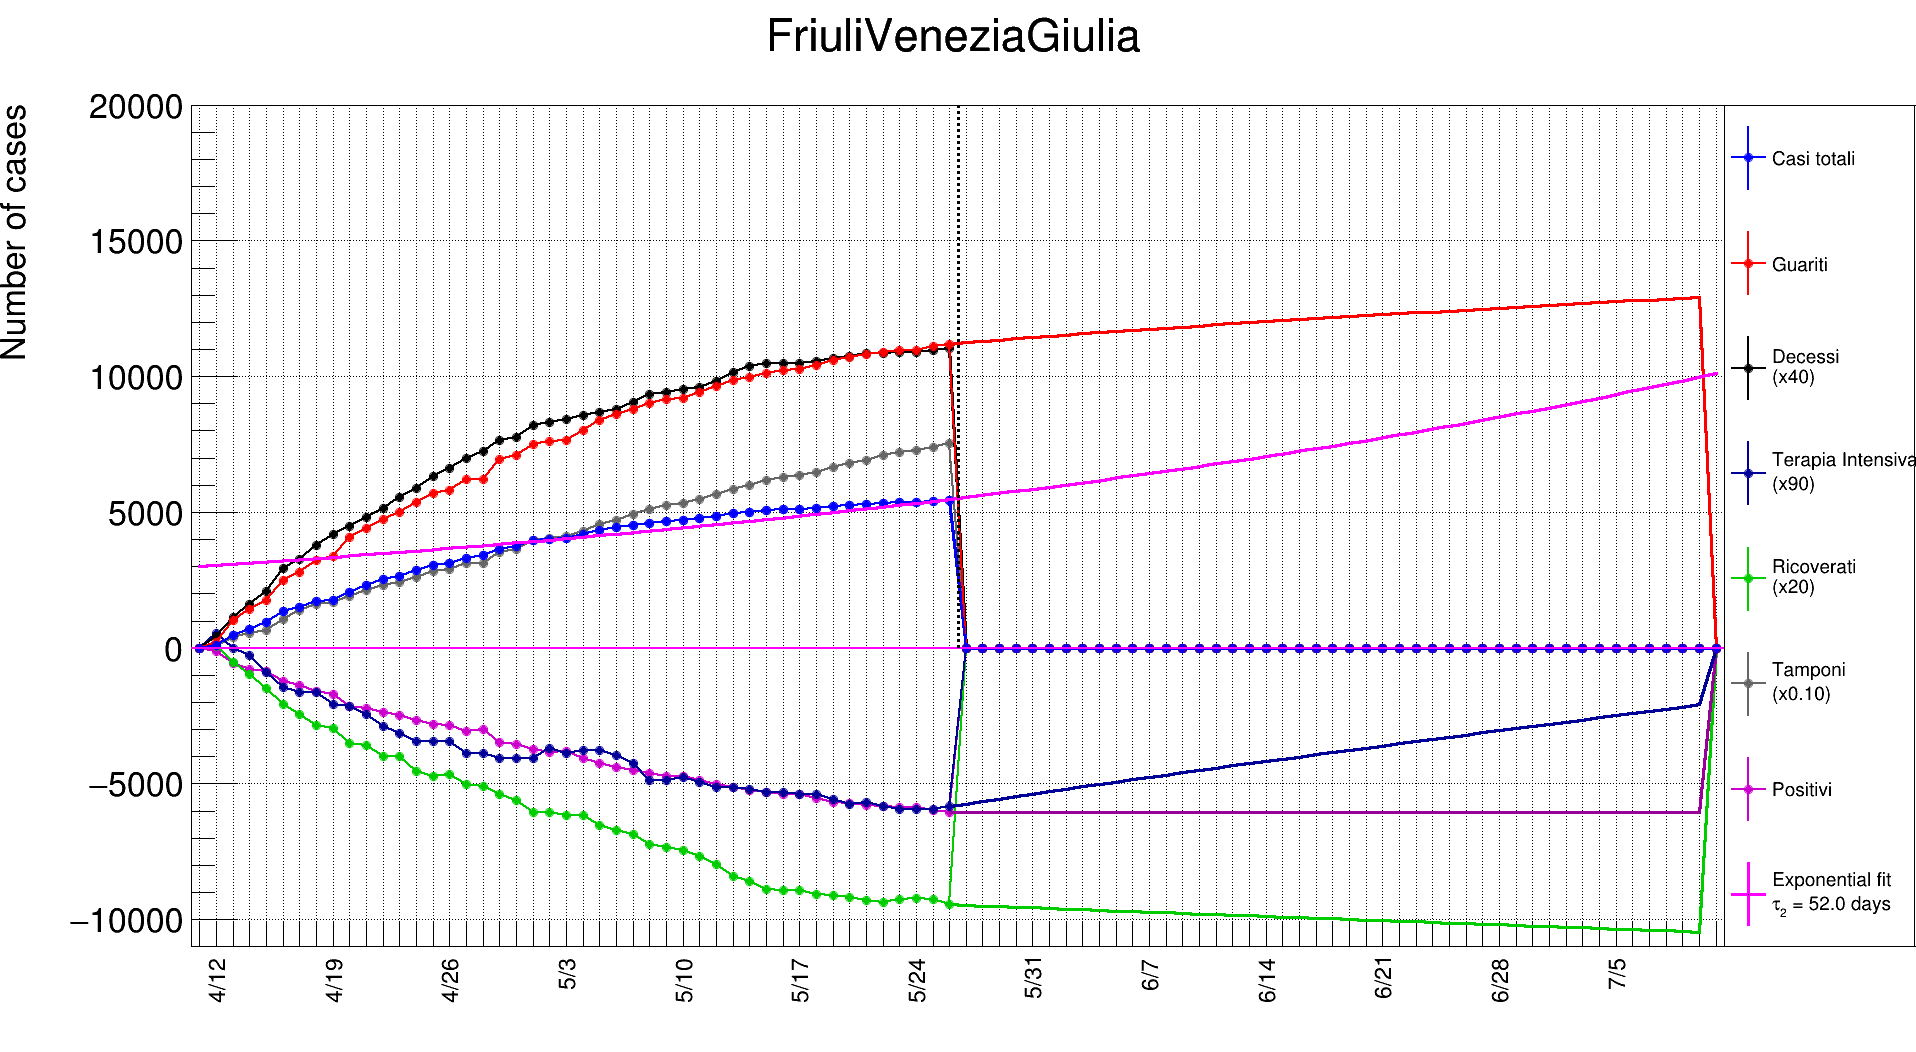 FriuliVeneziaGiulia
Number of cases
20000
15000
10000
5000
0
−5000
−10000
4/12
4/19
4/26
5/3
5/10
5/17
5/24
5/31
6/7
6/14
6/21
6/28
7/5
Casi totali
Guariti
Decessi
(x40)
Terapia Intensiva
(x90)
Ricoverati
(x20)
Tamponi
(x0.10)
Positivi
Exponential fit
τ2 = 52.0 days